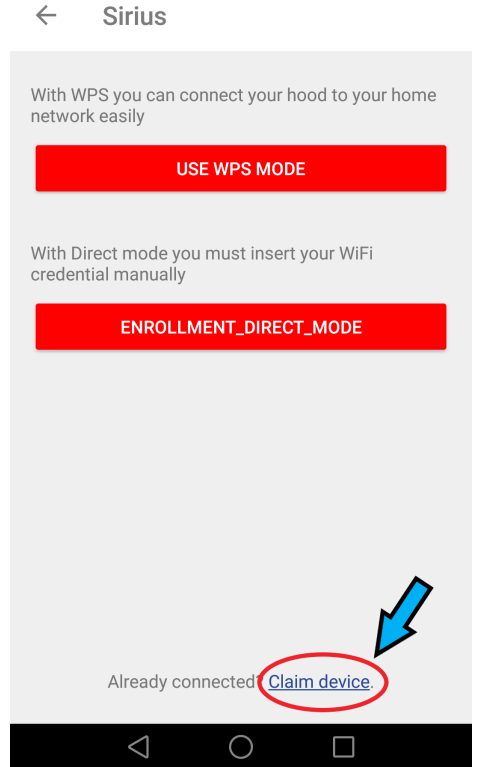 Sirius
With WPS you can connect your hood to your home
network easily
USE WPS MODE
With Direct mode you must insert your WiFi
credential manually
ENROLLMENT_DIRECT_MODE
Already connected? Claim device.